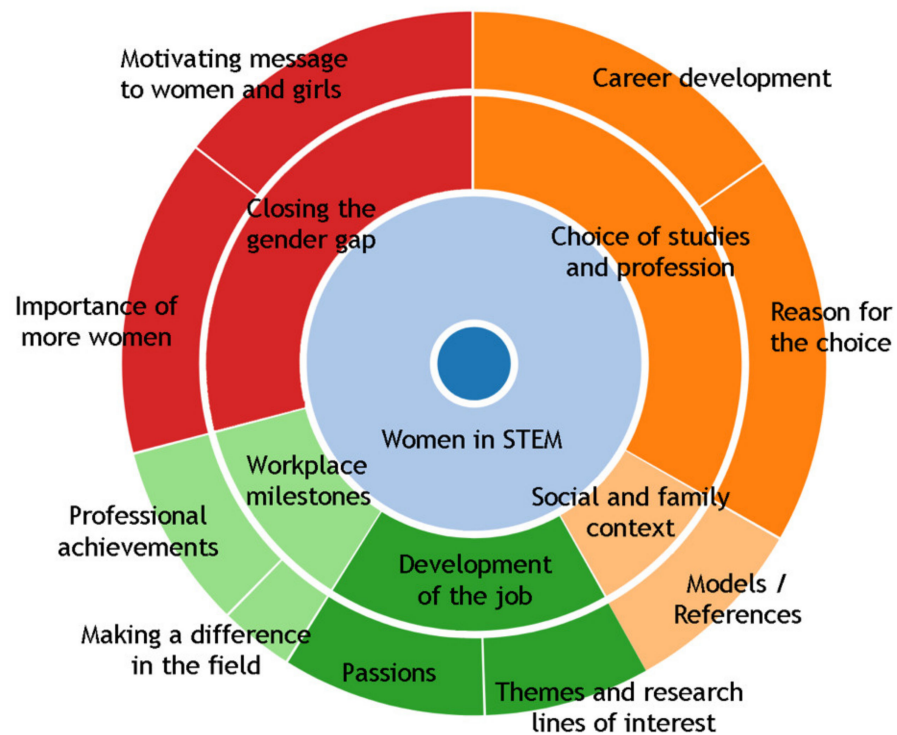 Motivating message
to women and girls
Career development
Closing the
gender gap
Choice of studies
and profession
Importance of
more women
Reason for
the choice
Women in STEM
Workplace
milestones
Social and family
context
Professional
achievements
Development
of the job
Models /
References
Making a difference
in the field
Passions
Themes and research
lines of interest